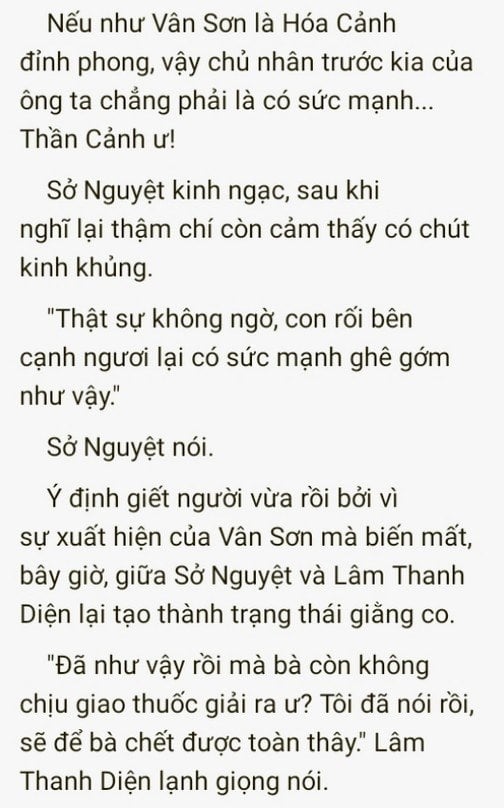 Nếu như Vân Sơn là Hóa Cảnh
đỉnh phong, vậy chủ nhân trước kia của
ông ta chẳng phải là có sức mạnh...
Thần Cảnh ư!
Sở Nguyệt kinh ngạc, sau khi
nghĩ lại thậm chí còn cảm thấy có chút
kinh khủng.
"Thật sự không ngờ, con rối bên
cạnh ngươi lại có sức mạnh ghê gớm
như vậy."
Sở Nguyệt nói.
Ý định giết người vừa rồi bởi vì
sự xuất hiện của Vân Sơn mà biến mất,
bây giờ, giữa Sở Nguyệt và Lâm Thanh
Diện lại tạo thành trạng thái giằng co.
"Đã như vậy rồi mà bà còn không
chịu giao thuốc giải ra ư? Tôi đã nói rồi,
sẽ để bà chết được toàn thây." Lâm
Thanh Diện lạnh giọng nói.